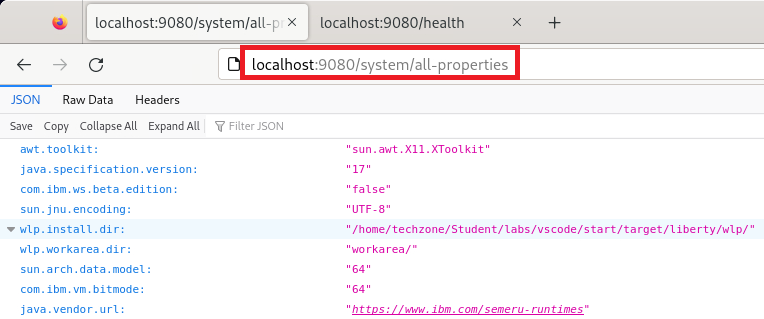 localhost:9080/system/all-pr
localhost:9080/health
localhost:9080/system/all-properties
JSON Raw Data Headers
Save Copy Collapse All Expand All Filter JSON
awt.toolkit: "sun.awt.X11.XToolkit"
java.specification.version: "17"
com.ibm.ws.beta.edition: "false"
sun.jnu.encoding: "UTF-8"
wlp.install.dir: "/home/techzone/Student/labs/vscode/start/target/liberty/wlp/"
wlp.workarea.dir: "workarea/"
sun.arch.data.model: "64"
com.ibm.vm.bitmode: "64"
java.vendor.url: "https://www.ibm.com/semeru-runtimes"